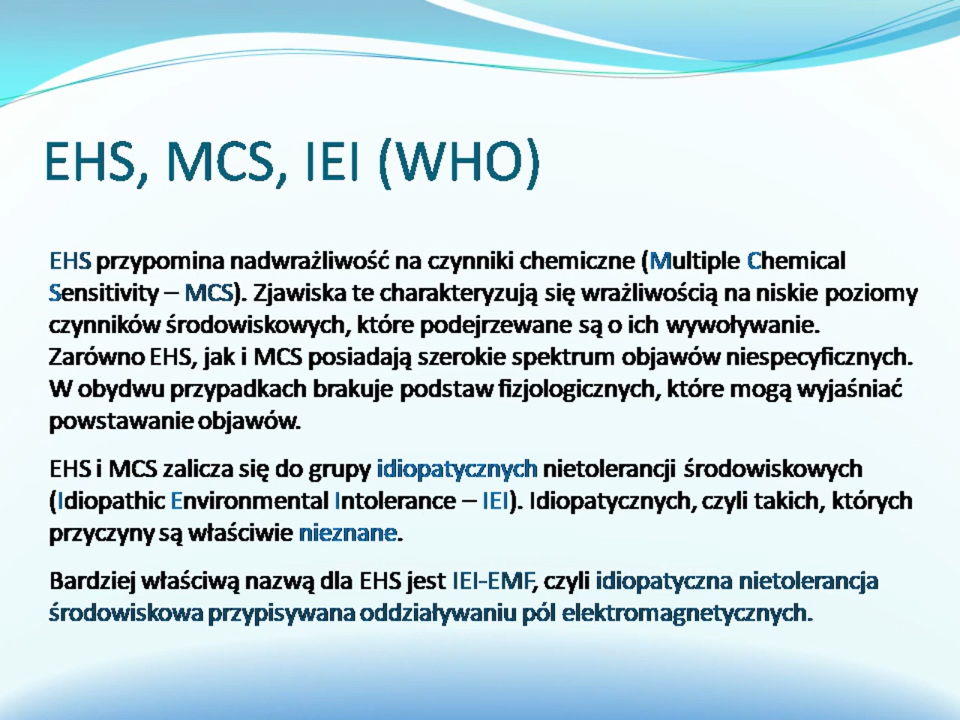 EHS, MCS, IEI (WHO)
EHS przypomina nadwrażliwość na czynniki chemiczne (Multiple Chemical
Sensitivity – MCS). Zjawiska te charakteryzują się wrażliwością na niskie poziomy
czynników środowiskowych, które podejrzewane są o ich wywoływanie.
Zarówno EHS, jak i MCS posiadają szerokie spektrum objawów niespecyficznych.
W obydwu przypadkach brakuje podstaw fizjologicznych, które mogą wyjaśniać
powstawanie objawów.
EHS i MCS zalicza się do grupy idiopatycznych nietolerancji środowiskowych
(Idiopathic Environmental Intolerance – IEI). Idiopatycznych, czyli takich, których
przyczyny są właściwie nieznane.
Bardziej właściwą nazwą dla EHS jest IEI-EMF, czyli idiopatyczna nietolerancja
środowiskowa przypisywana oddziaływaniu pól elektromagnetycznych.